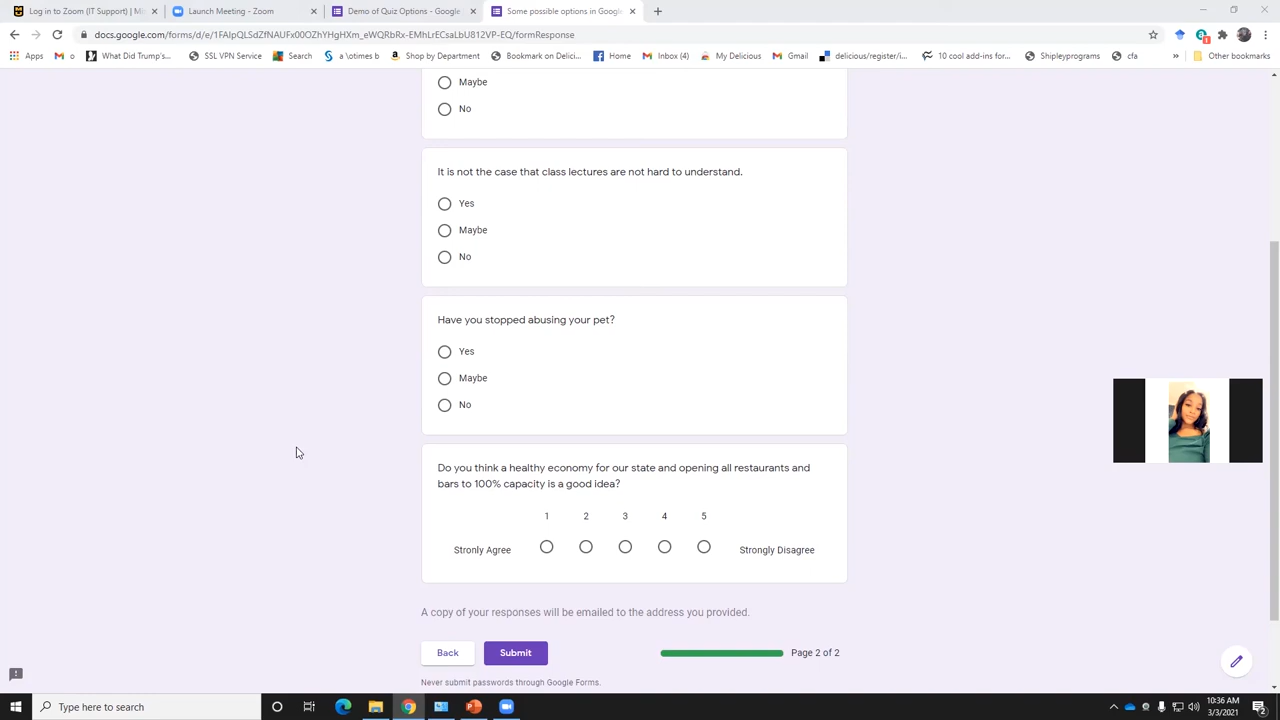 Log in to Zoom (IT Support) | Mis
Launch Meeting - Zoom
Demo of Quiz Options - Google
Some possible options in Google
docs.google.com/forms/d/e/1FAIpQLSdZfNAUFx00OZhYHgHXm_eWQRbRx-EMhLrECsaLbU812VP-EQ/formResponse
Apps
o
What Did Trump's...
SSL VPN Service
Search
a \otimes b
Shop by Department
Bookmark on Delici...
Home
Inbox (4)
My Delicious
Gmail
delicious/register/i...
10 cool add-ins for...
Shipleyprograms
cfa
»
Other bookmarks
Maybe
No
It is not the case that class lectures are not hard to understand.
Yes
Maybe
No
Have you stopped abusing your pet?
Yes
Maybe
No
Do you think a healthy economy for our state and opening all restaurants and
bars to 100% capacity is a good idea?
1 2 3 4 5
Stronly Agree
Strongly Disagree
A copy of your responses will be emailed to the address you provided.
Back
Submit
Page 2 of 2
Never submit passwords through Google Forms.
Type here to search
10:36 AM
3/3/2021
2